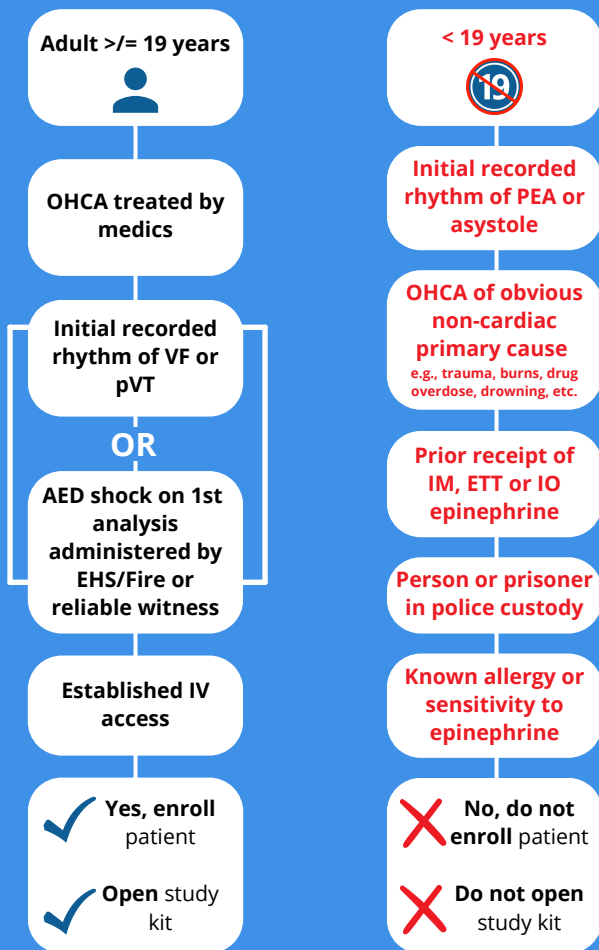 Adult >/= 19 years
OHCA treated by
medics
Initial recorded
rhythm of VF or
pVT
OR
AED shock on 1st
analysis
administered by
EHS/Fire or
reliable witness
Established IV
access
Yes, enroll
patient
Open study
kit
< 19 years
19
Initial recorded
rhythm of PEA or
asystole
OHCA of obvious
non-cardiac
primary cause
e.g., trauma, burns, drug
overdose, drowning, etc.
Prior receipt of
IM, ETT or IO
epinephrine
Person or prisoner
in police custody
Known allergy or
sensitivity to
epinephrine
No, do not
enroll patient
Do not open
study kit